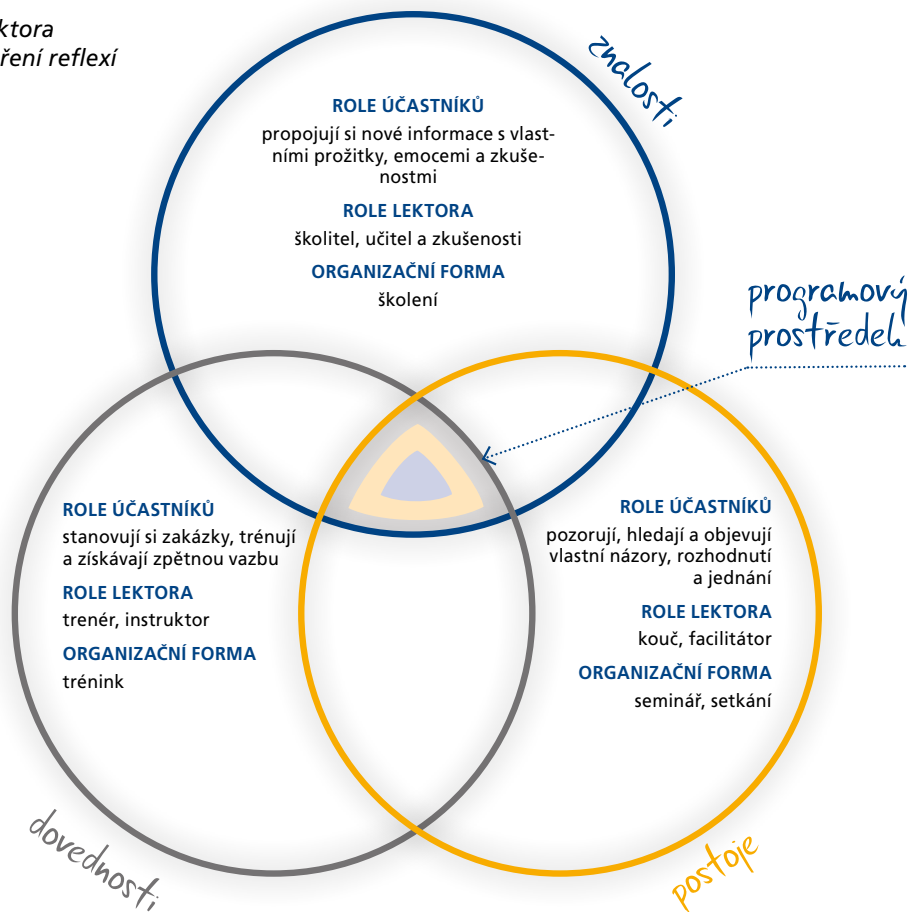 ktora
ření reflexí
znalosti
ROLE ÚČASTNÍKŮ
propojují si nové informace s vlast-
ními prožitky, emocemi a zkuše-
nostmi
ROLE LEKTORA
školitel, učitel a zkušenosti
ORGANIZAČNÍ FORMA
školení
programový
prostředek
ROLE ÚČASTNÍKŮ
stanovují si zakázky, trénují
a získávají zpětnou vazbu
ROLE LEKTORA
trenér, instruktor
ORGANIZAČNÍ FORMA
trénink
ROLE ÚČASTNÍKŮ
pozorují, hledají a objevují
vlastní názory, rozhodnutí
a jednání
ROLE LEKTORA
kouč, facilitátor
ORGANIZAČNÍ FORMA
seminář, setkání
dovednosti
postoje